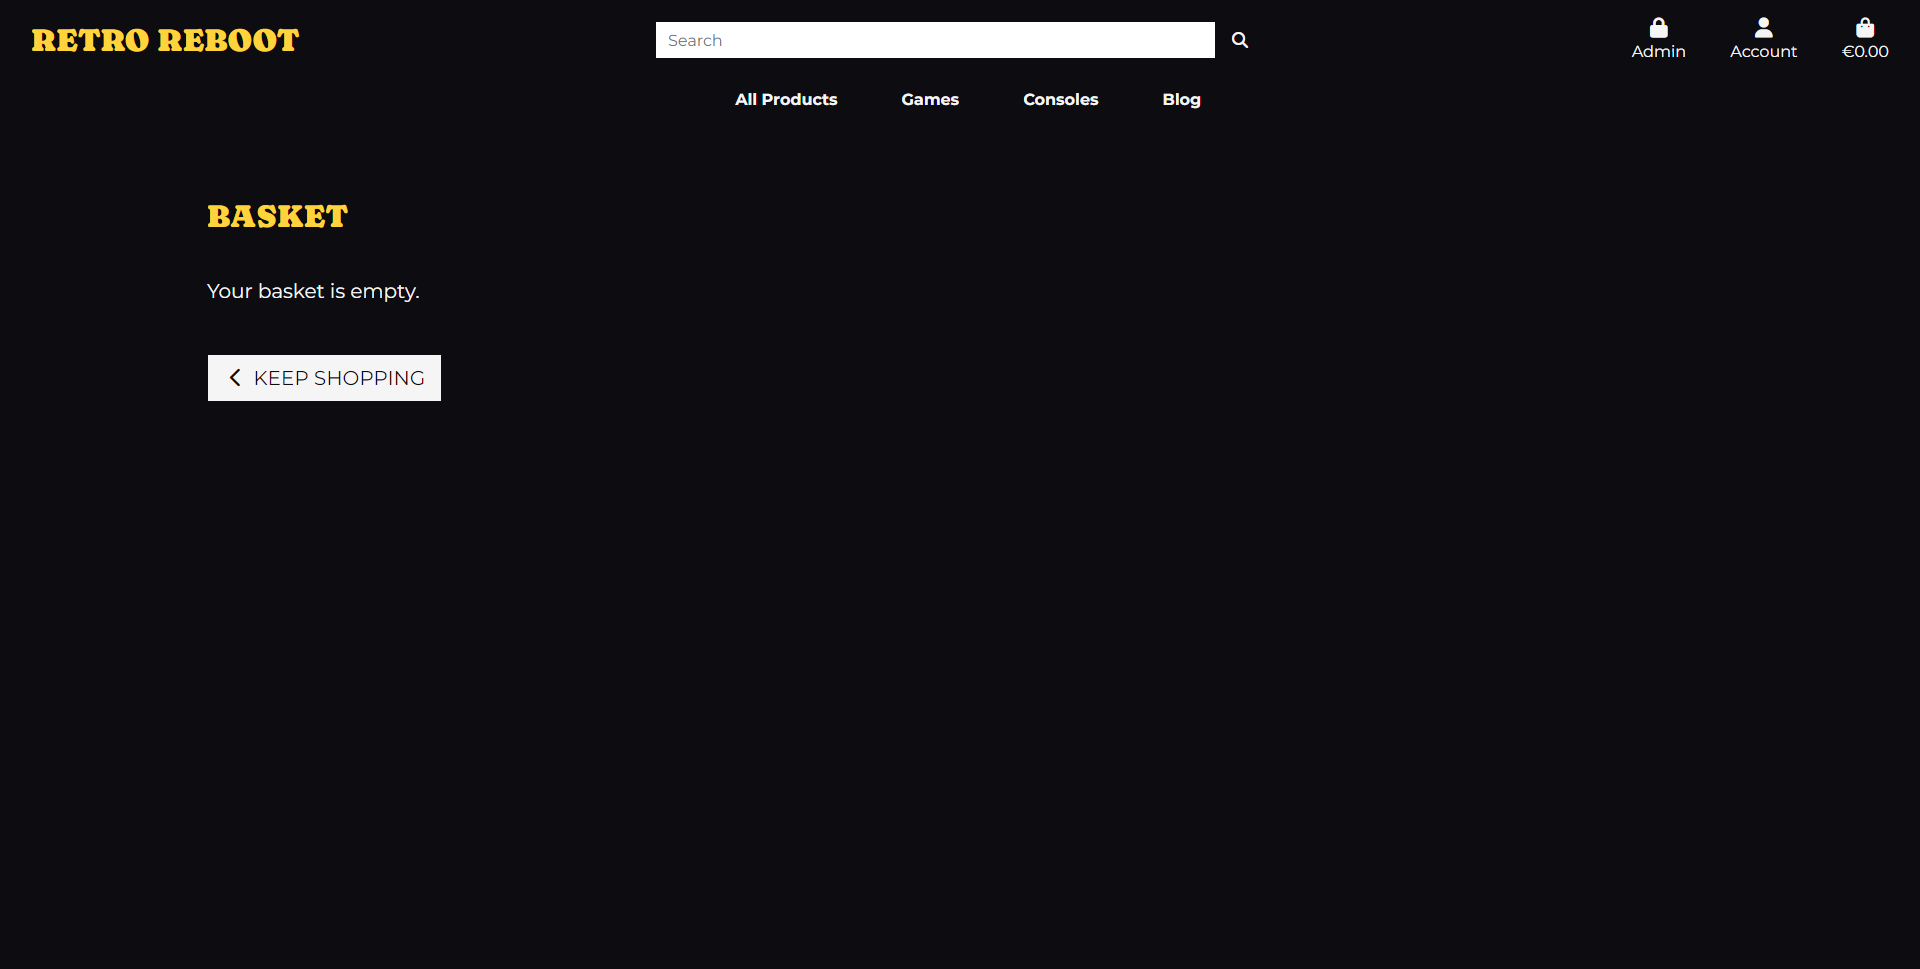 RETRO REBOOT
Search
Admin
Account
€0.00
All Products
Games
Consoles
Blog
BASKET
Your basket is empty.
KEEP SHOPPING